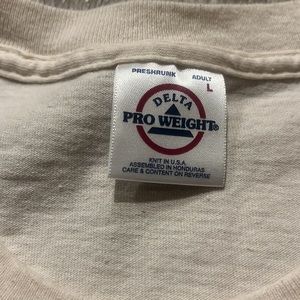 PRESHRUNK ADULT
L
DELTA
PRO WEIGHT®
KNIT IN U.S.A.
ASSEMBLED IN HONDURAS
CARE & CONTENT ON REVERSE